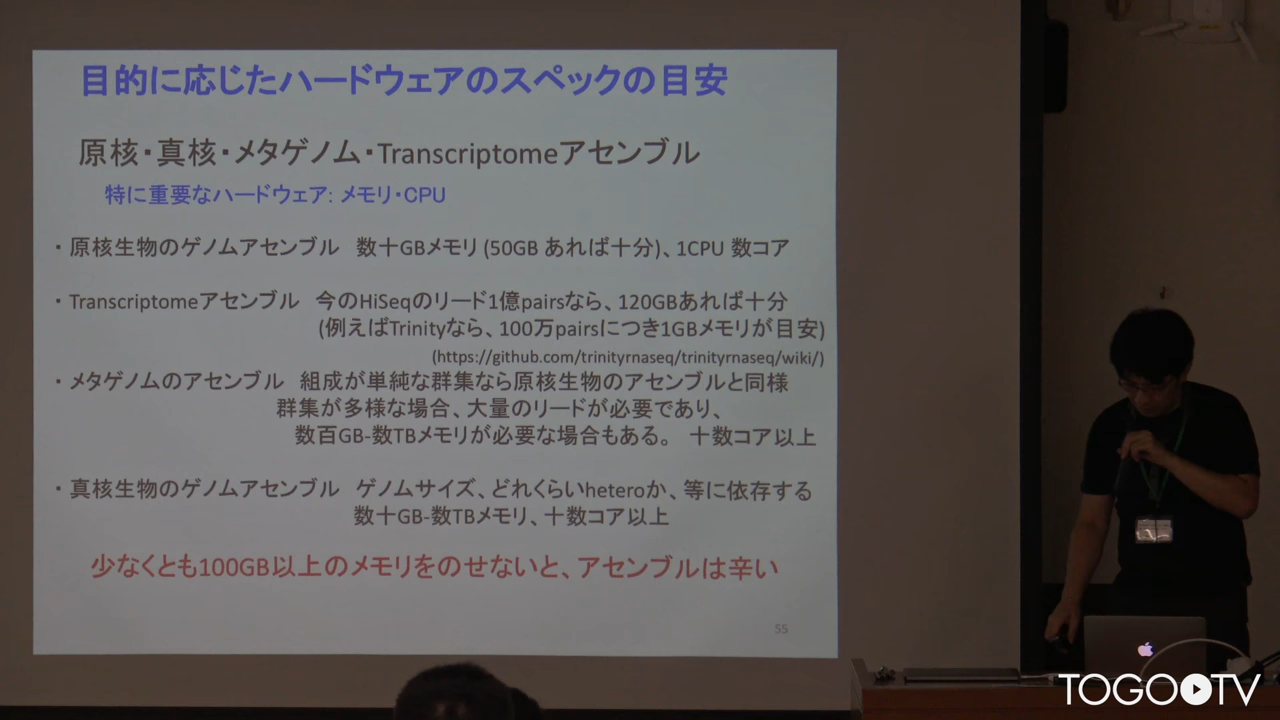 目的に応じたハードウェアのスペックの目安
原核・真核・メタゲノム・Transcriptomeアセンブル
特に重要なハードウェア: メモリ・CPU
・原核生物のゲノムアセンブル 数十GBメモリ (50GB あれば十分)、1CPU 数コア
・Transcriptomeアセンブル 今のHiSeqのリード1億pairsなら、120GBあれば十分
(例えばTrinityなら、100万pairsにつき1GBメモリが目安)
(https://github.com/trinityrnaseq/trinityrnaseq/wiki/)
・メタゲノムのアセンブル 組成が単純な群集なら原核生物のアセンブルと同様
群集が多様な場合、大量のリードが必要であり、
数百GB-数TBメモリが必要な場合もある。 十数コア以上
・真核生物のゲノムアセンブル ゲノムサイズ、どれくらいheteroか、等に依存する
数十GB-数TBメモリ、十数コア以上
少なくとも100GB以上のメモリをのせないと、アセンブルは辛い
55
TOGOTV